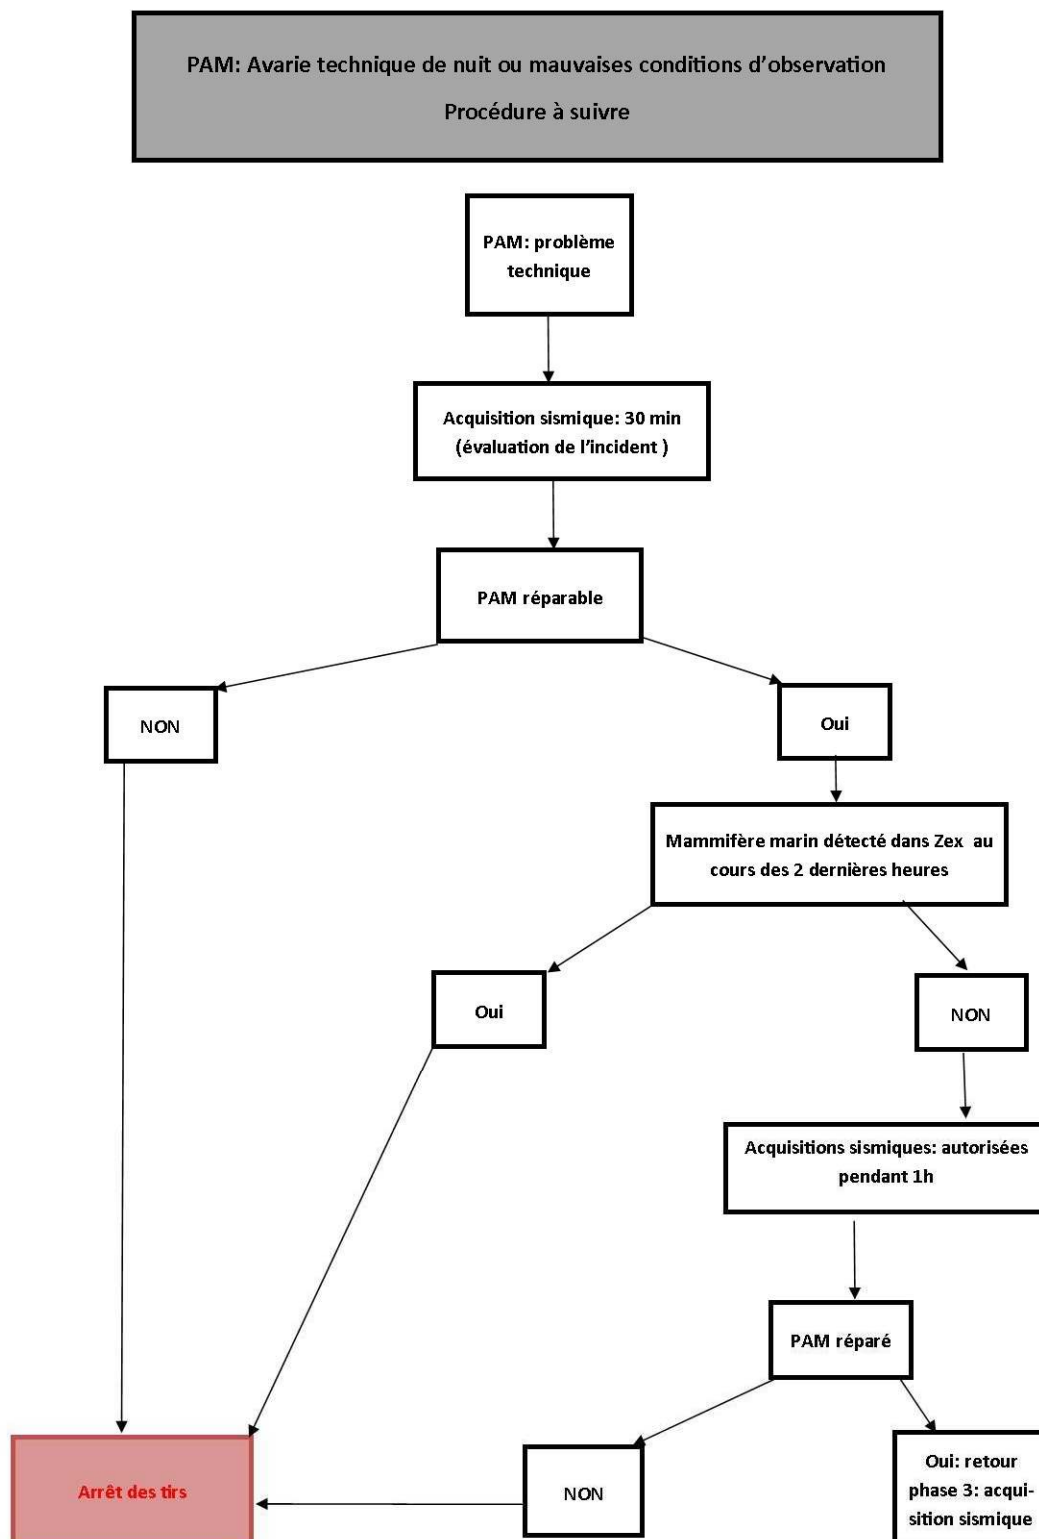 PAM: Avarie technique de nuit ou mauvaises conditions d'observation
Procédure à suivre
PAM: problème
technique
Acquisition sismique: 30 min
(évaluation de l'incident )
PAM réparable
NON
Oui
Mammifère marin détecté dans Zex au
cours des 2 dernières heures
Oui
NON
Acquisitions sismiques: autorisées
pendant 1h
PAM réparé
Arrêt des tirs
NON
Oui: retour
phase 3: acqui-
sition sismique